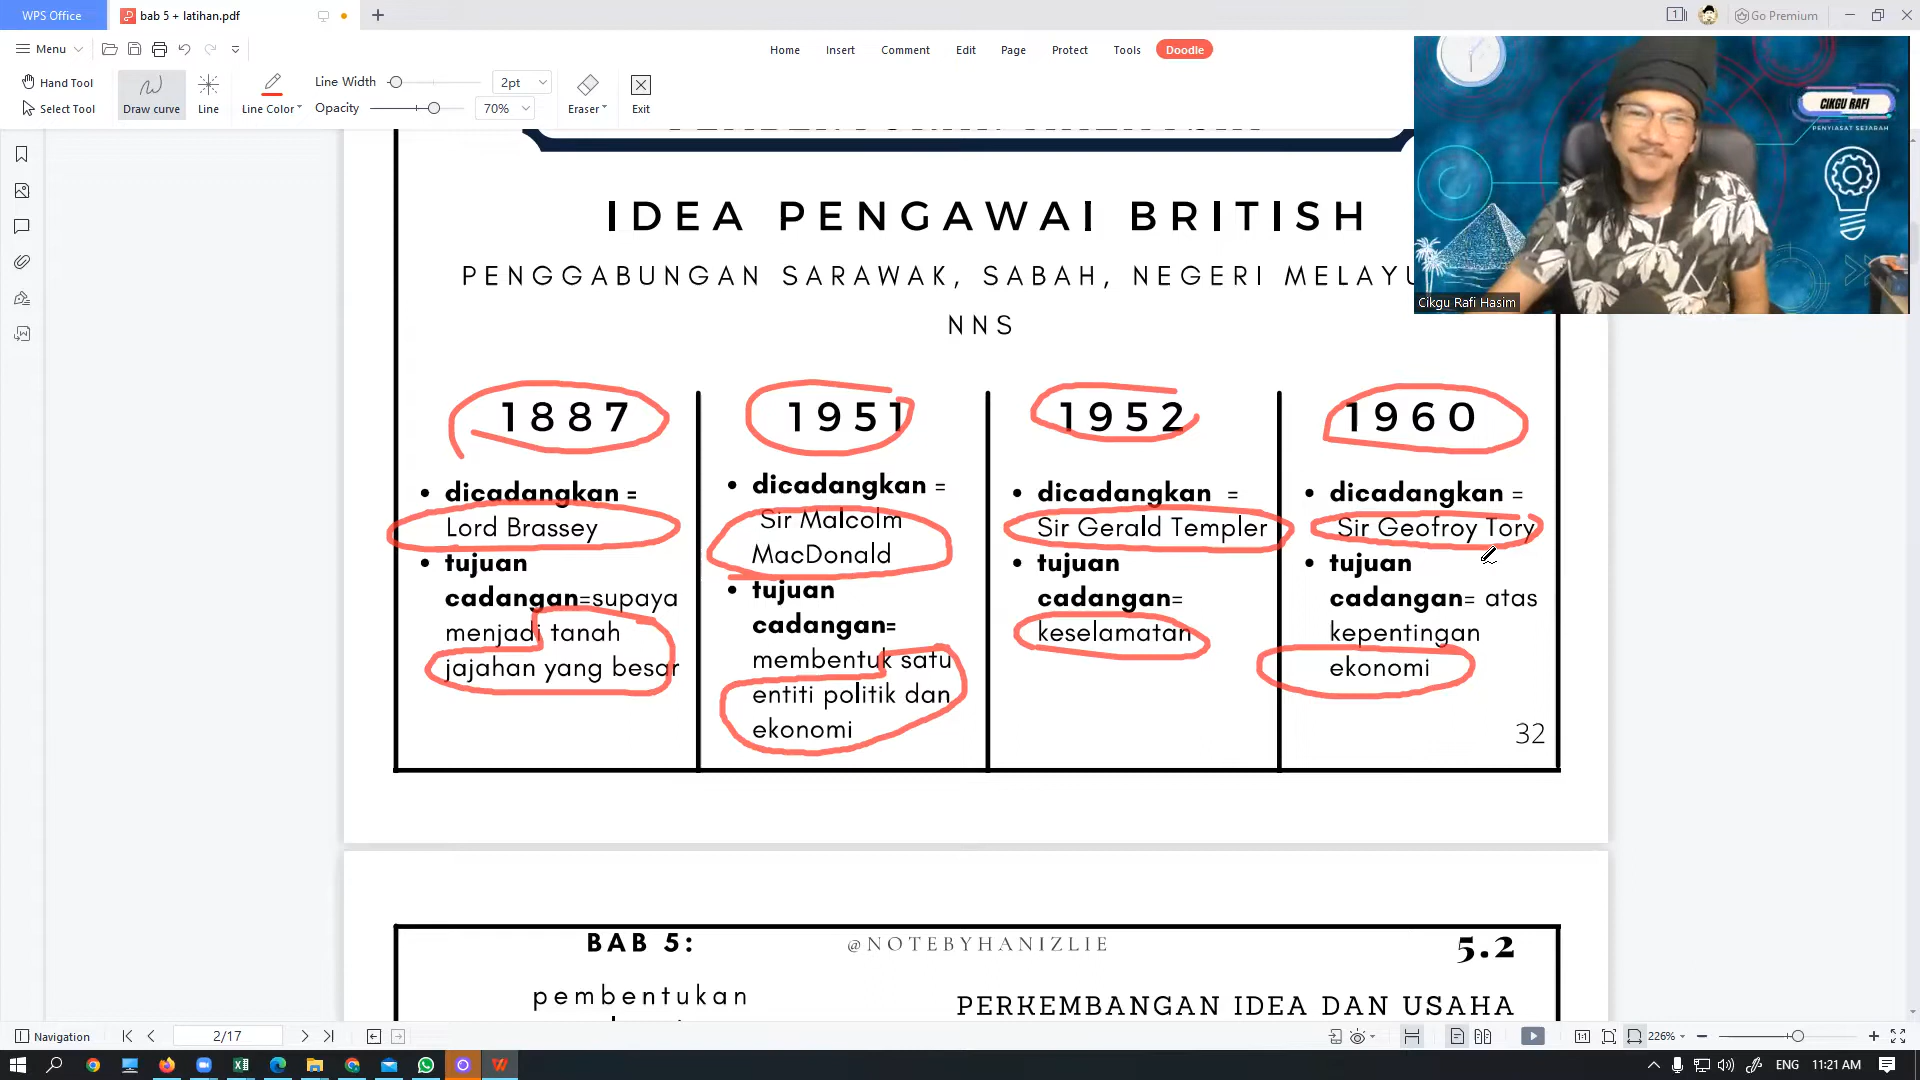 WPS Office
bab 5 + latihan.pdf
Go Premium
Menu
Home
Insert
Comment
Edit
Page
Protect
Tools
Doodle
Hand Tool
Select Tool
Draw curve
Line
Line Color
Line Width
2pt
Opacity
70%
Eraser
Exit
CIKGU RAFI
PENYIASAT SEJARAH
Cikgu Rafi Hasim
IDEA PENGAWAI BRITISH
PENGGABUNGAN SARAWAK, SABAH, NEGERI MELAYU
NNS
1887
• dicadangkan =
Lord Brassey
• tujuan
cadangan=supaya
menjadi tanah
jajahan yang besar
1951
• dicadangkan =
Sir Malcolm
MacDonald
• tujuan
cadangan=
membentuk satu
entiti politik dan
ekonomi
1952
• dicadangkan =
Sir Gerald Templer
• tujuan
cadangan=
keselamatan
1960
• dicadangkan =
Sir Geofroy Tory
• tujuan
cadangan= atas
kepentingan
ekonomi
32
BAB 5:
@NOTEBYHANIZLIE
5.2
pembentukan
PERKEMBANGAN IDEA DAN USAHA
Navigation
2/17
226%
ENG
11:21 AM